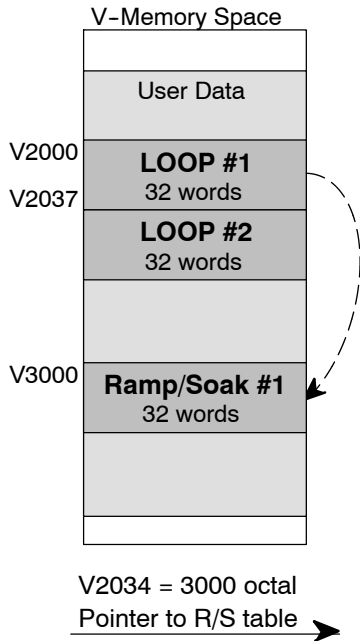 V-Memory Space
User Data
V2000
LOOP #1
V2037
32 words
LOOP #2
32 words
V3000
Ramp/Soak #1
32 words
V2034 = 3000 octal
Pointer to R/S table